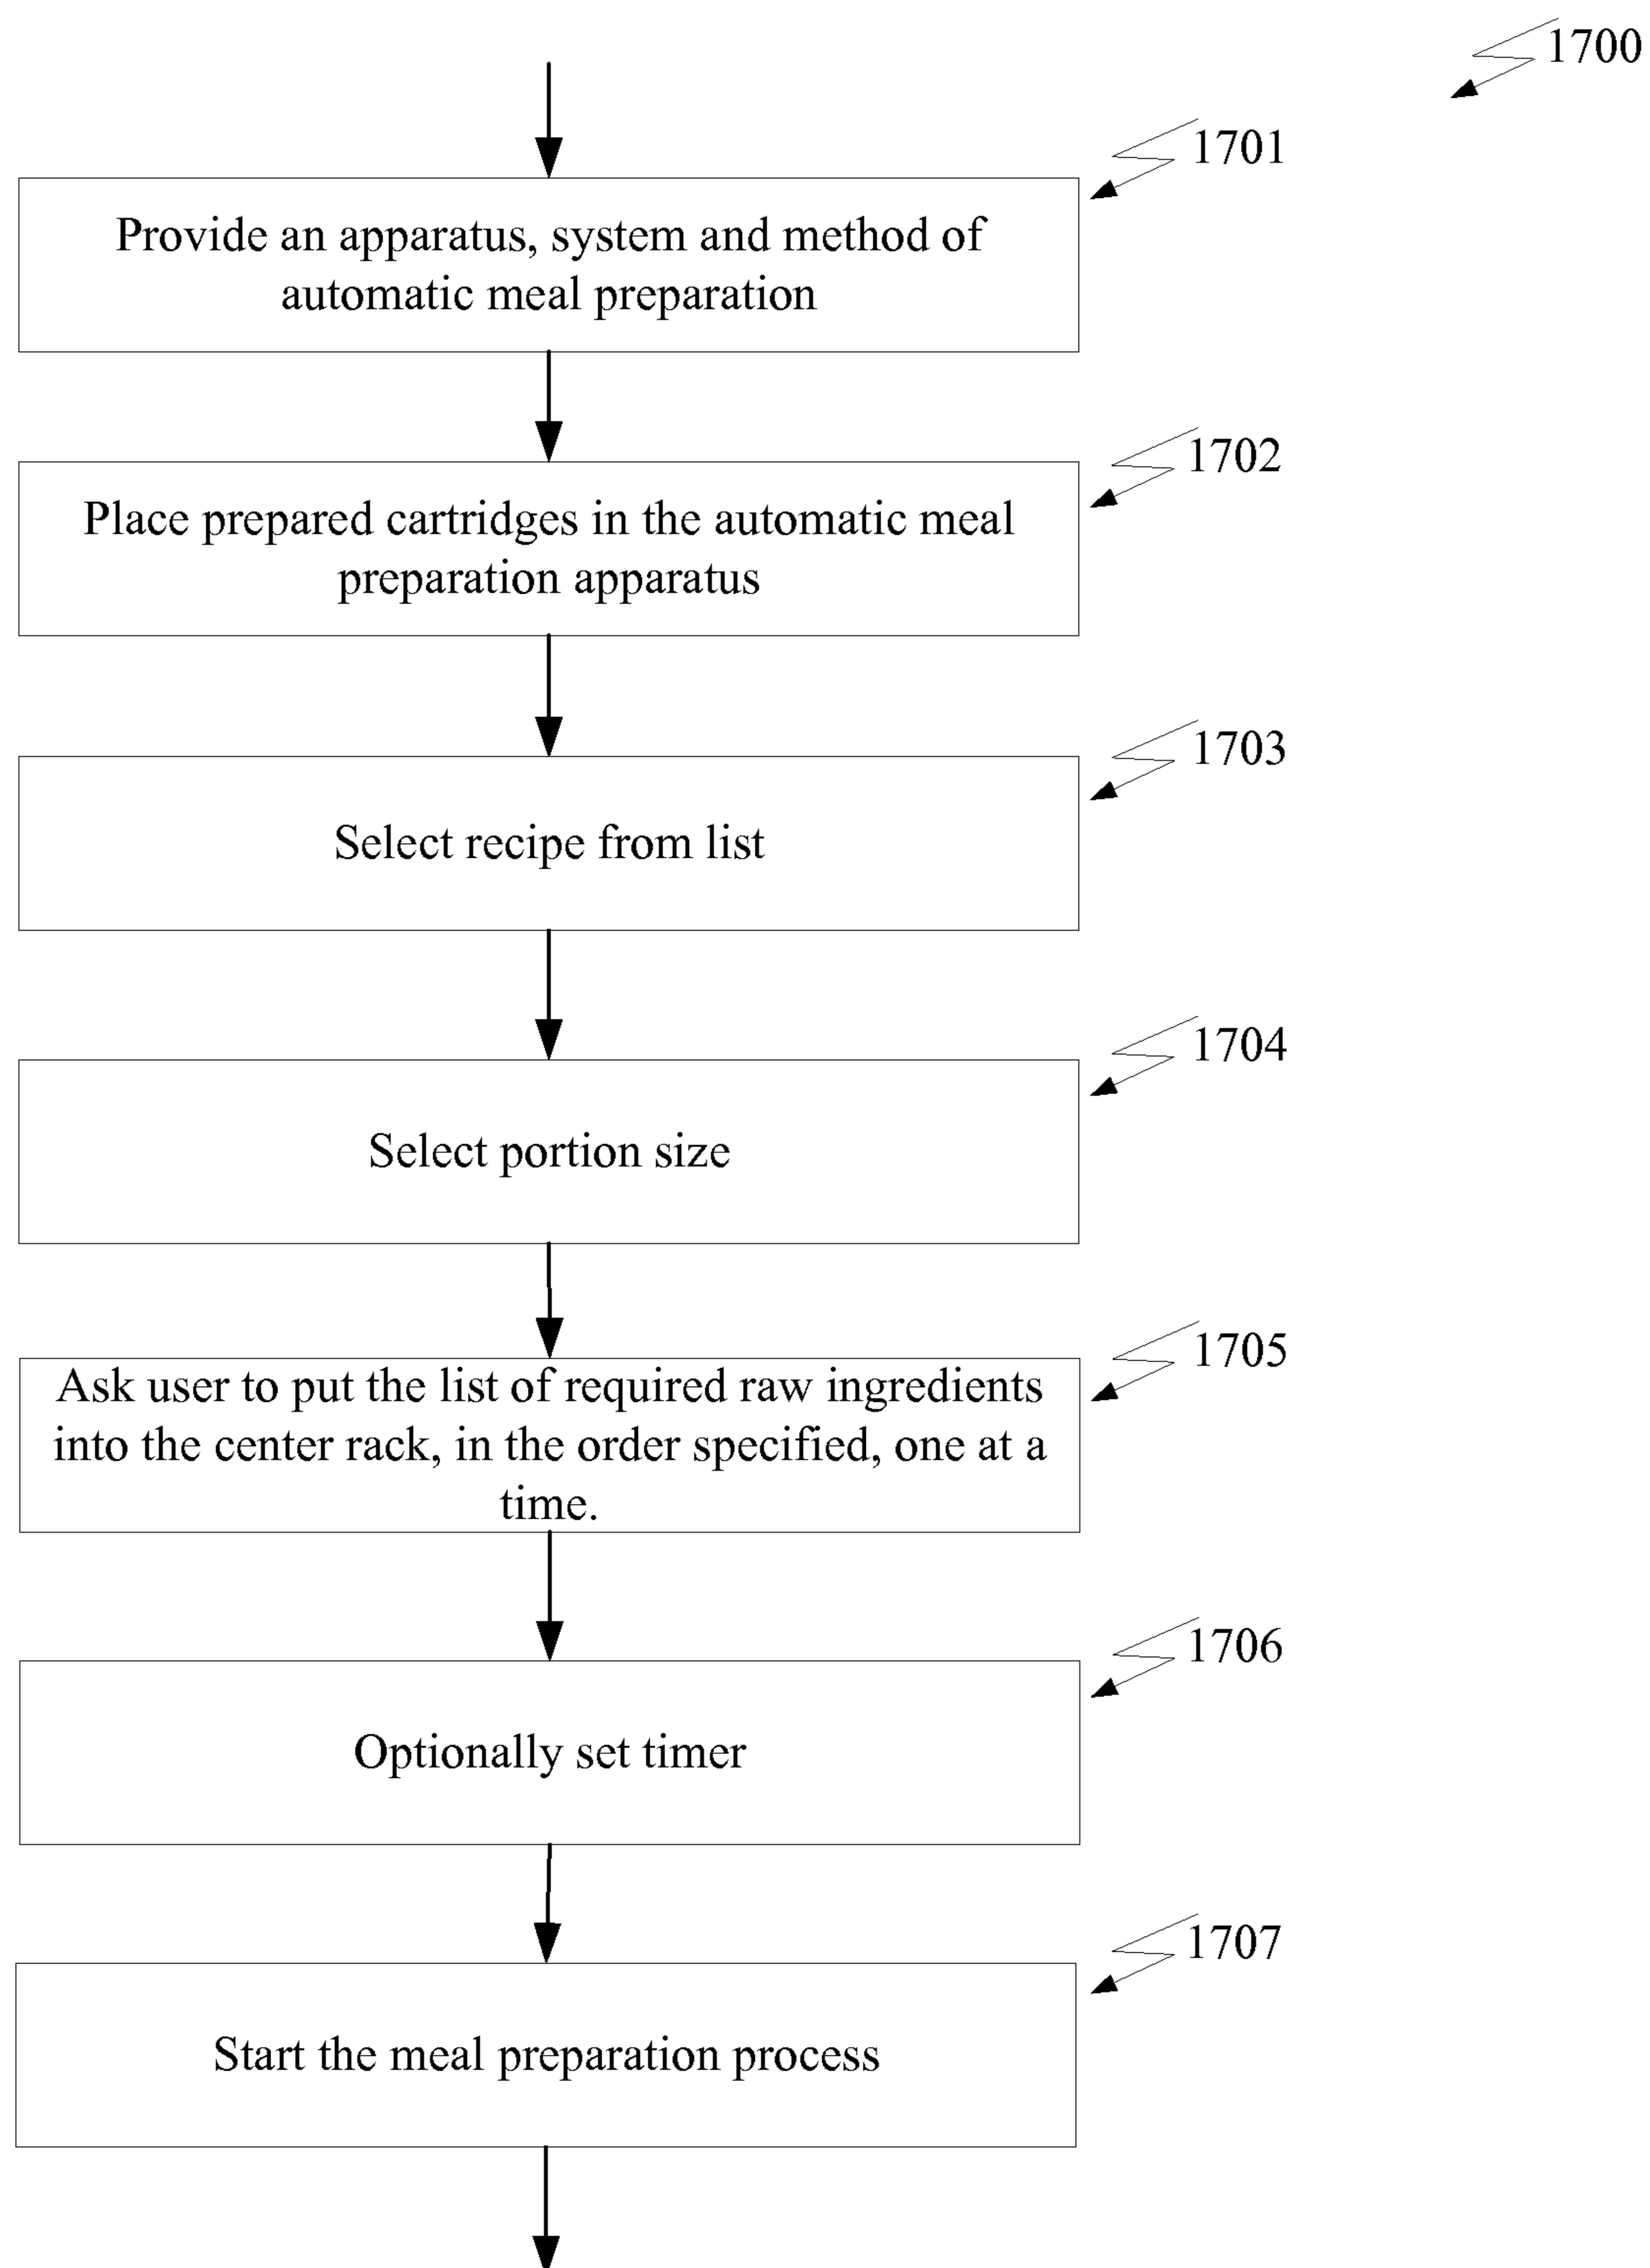 1700
1701
Provide an apparatus, system and method of
automatic meal preparation
1702
Place prepared cartridges in the automatic meal
preparation apparatus
1703
Select recipe from list
1704
Select portion size
1705
Ask user to put the list of required raw ingredients
into the center rack, in the order specified, one at a
time.
1706
Optionally set timer
1707
Start the meal preparation process